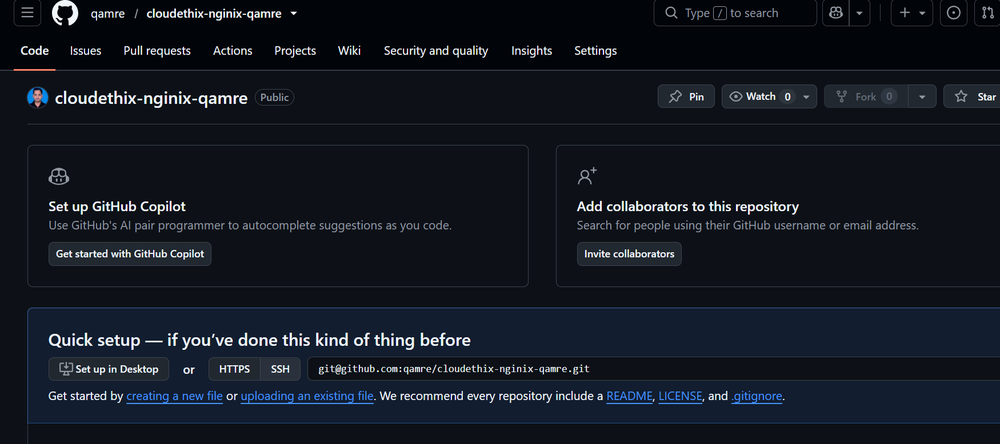 qamre / cloudethix-nginix-qamre
Type / to search
Code Issues Pull requests Actions Projects Wiki Security and quality Insights Settings
cloudethix-nginix-qamre Public
Pin Watch 0 Fork 0 Star
Set up GitHub Copilot
Use GitHub's AI pair programmer to autocomplete suggestions as you code.
Get started with GitHub Copilot
Add collaborators to this repository
Search for people using their GitHub username or email address.
Invite collaborators
Quick setup — if you’ve done this kind of thing before
Set up in Desktop or HTTPS SSH git@github.com:qamre/cloudethix-nginix-qamre.git
Get started by creating a new file or uploading an existing file. We recommend every repository include a README, LICENSE, and .gitignore.